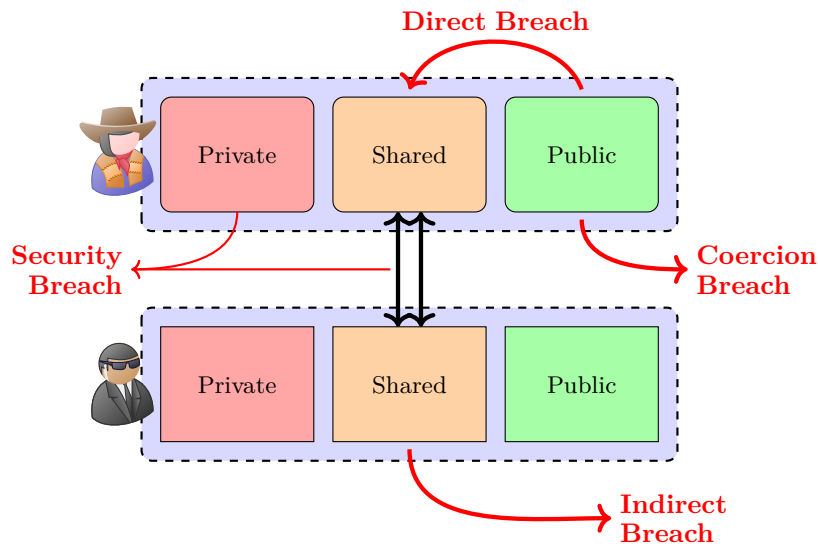 Direct Breach
Private
Shared
Public
Security
Breach
Coercion
Breach
Private
Shared
Public
Indirect
Breach